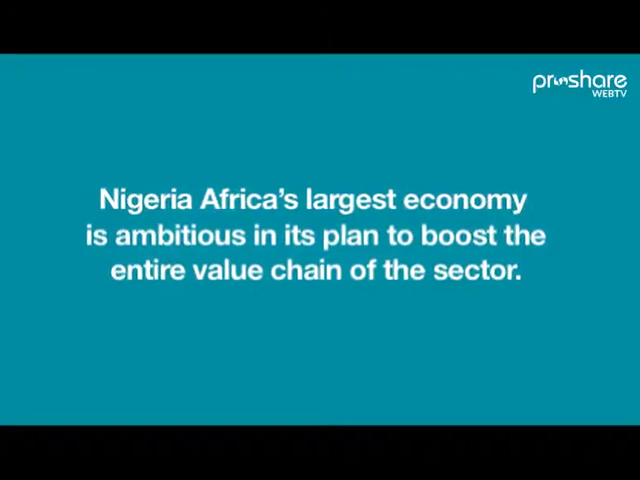 proshare
WEBTV
Nigeria Africa's largest economy
is ambitious in its plan to boost the
entire value chain of the sector.